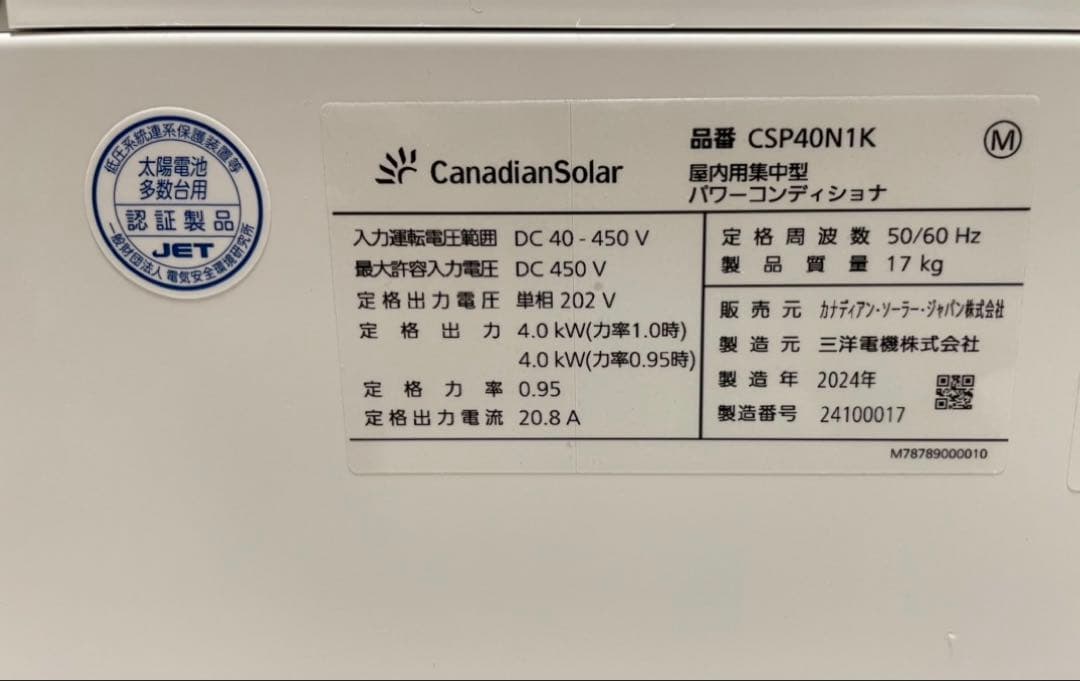 低圧系統連系保護装置等
太陽電池
多数台用
認証製品
JET
一般財団法人 電気安全環境研究所
CanadianSolar
品番 CSP40N1K
屋内用集中型
パワーコンディショナ
M
入力運転電圧範囲 DC 40 - 450 V
最大許容入力電圧 DC 450 V
定格出力電圧 単相 202 V
定格出力 4.0 kW(力率1.0時)
4.0 kW(力率0.95時)
定格力率 0.95
定格出力電流 20.8 A
定格周波数 50/60 Hz
製品質量 17 kg
販売元 カナディアン・ソーラー・ジャパン株式会社
製造元 三洋電機株式会社
製造年 2024年
製造番号 24100017
M78789000010